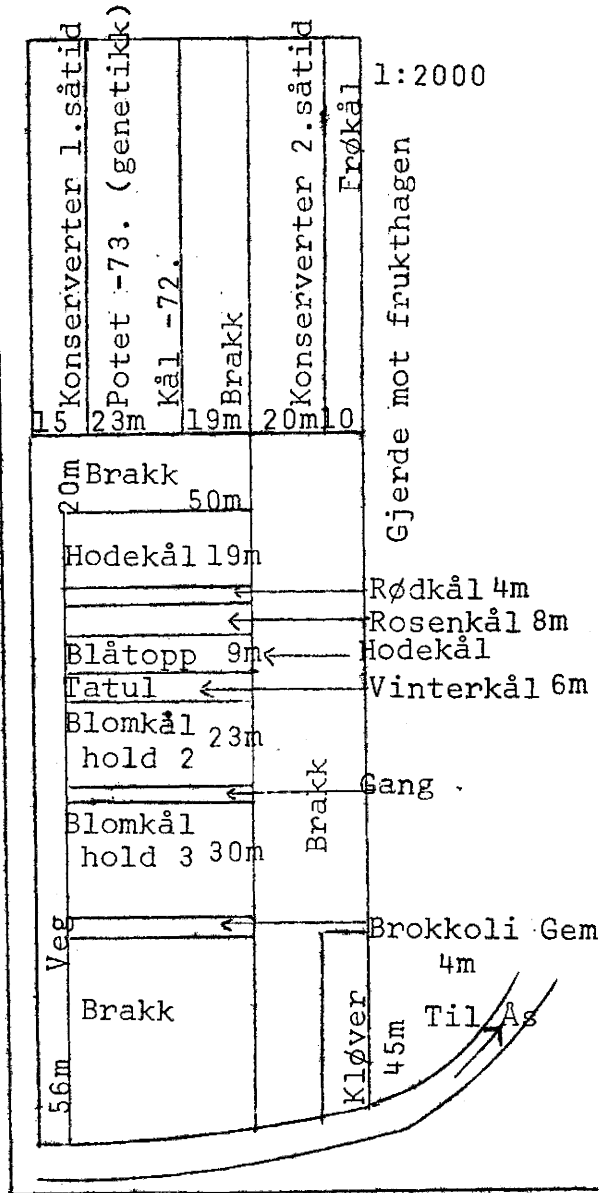 1:2000
Konserverter 1.såtid
Potet -73. (genetikk)
Kål -72.
Brakk
Konserverter 2.såtid
Frøkål
Gjerde mot frukthagen
15
23m
19m
20m
10
20m
Brakk
50m
Hodekål 19m
Rødkål 4m
Rosenkål 8m
Blåtopp 9m
Hodekål
Tatul
Vinterkål 6m
Blomkål
hold 2
23m
Gang
Brakk
Blomkål
hold 3
30m
Brokkoli Gem
4m
Veg
Brakk
56m
Kløver
45m
Til Ås